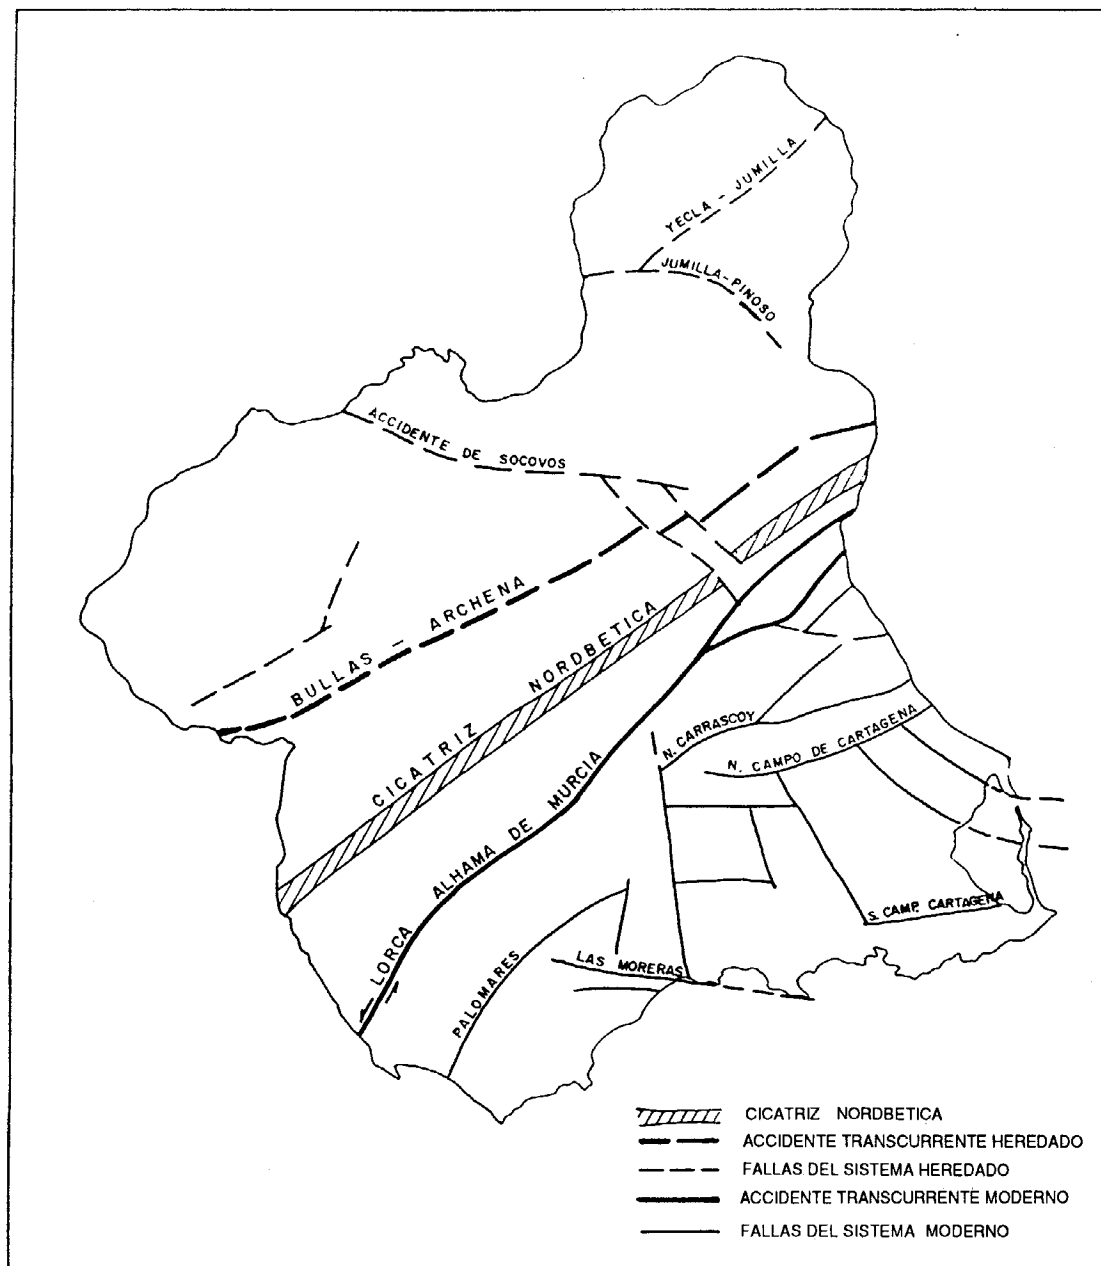 YECLA - JUMILLA
JUMILLA-PINOSO
ACCIDENTE DE SOCOVOS
BULLAS - ARCHENA
CICATRIZ NORDBETICA
LORCA ALHAMA DE MURCIA
N. CARRASCOY
N. CAMPO DE CARTAGENA
S. CAMP. CARTAGENA
LAS MORERAS
PALOMARES
CICATRIZ NORDBETICA
ACCIDENTE TRANSCURRENTE HEREDADO
FALLAS DEL SISTEMA HEREDADO
ACCIDENTE TRANSCURRENTE MODERNO
FALLAS DEL SISTEMA MODERNO